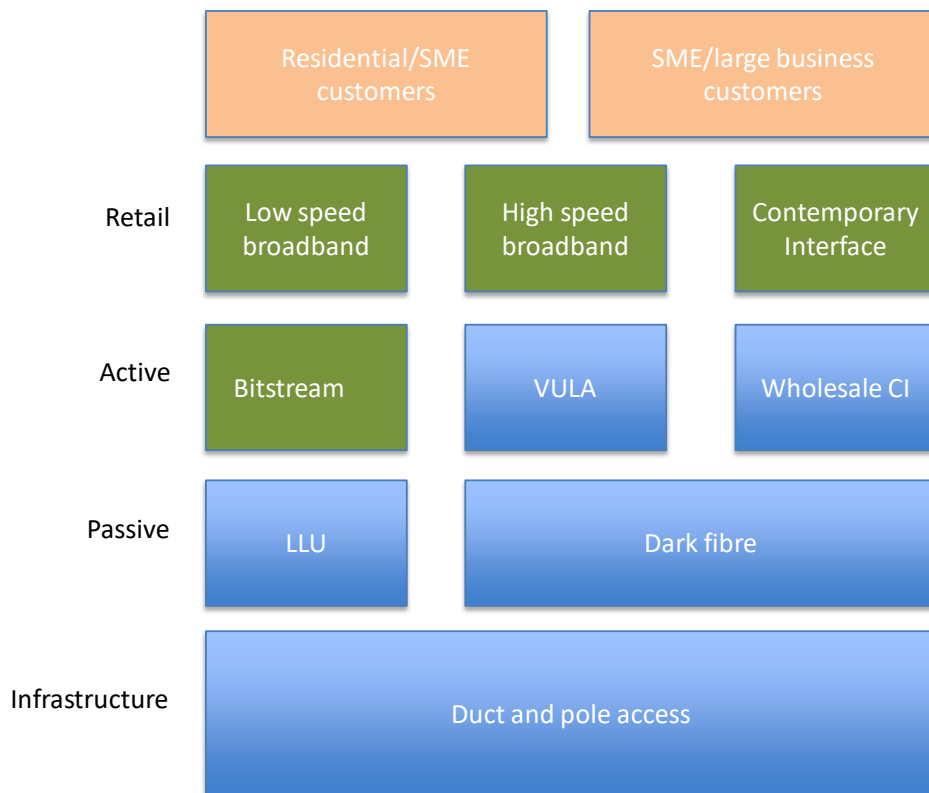 Residential/SME
customers
SME/large business
customers
Retail
Low speed
broadband
High speed
broadband
Contemporary
Interface
Active
Bitstream
VULA
Wholesale CI
Passive
LLU
Dark fibre
Infrastructure
Duct and pole access